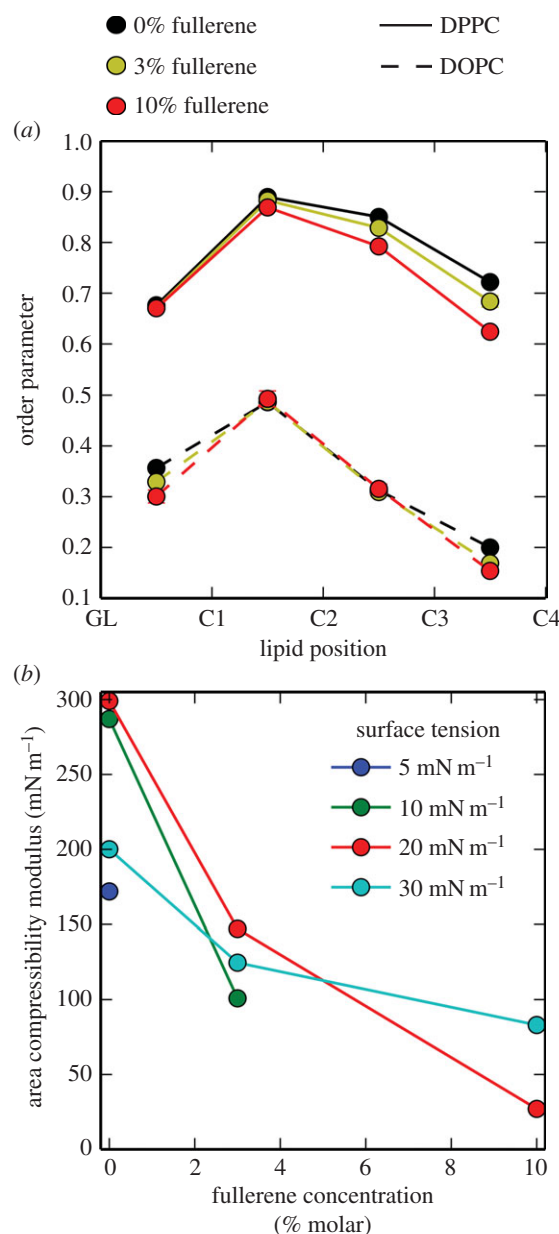 0% fullerene
DPPC
3% fullerene
DOPC
10% fullerene
(a)
1.0
0.9
0.8
0.7
0.6
0.5
0.4
0.3
0.2
0.1
order parameter
GL C1 C2 C3 C4
lipid position
(b)
300
250
200
150
100
50
0
area compressibility modulus (mN m⁻¹)
surface tension
5 mN m⁻¹
10 mN m⁻¹
20 mN m⁻¹
30 mN m⁻¹
0 2 4 6 8 10
fullerene concentration
(% molar)